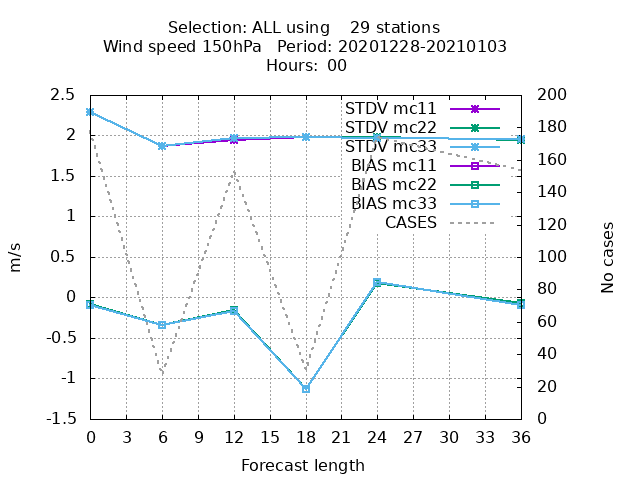 Selection: ALL using    29 stations
Wind speed 150hPa   Period: 20201228-20210103
Hours: 00
2.5
2
1.5
1
0.5
0
-0.5
-1
-1.5
m/s
200
180
160
140
120
100
80
60
40
20
0
No cases
STDV mc11
STDV mc22
STDV mc33
BIAS mc11
BIAS mc22
BIAS mc33
CASES
0 3 6 9 12 15 18 21 24 27 30 33 36
Forecast length